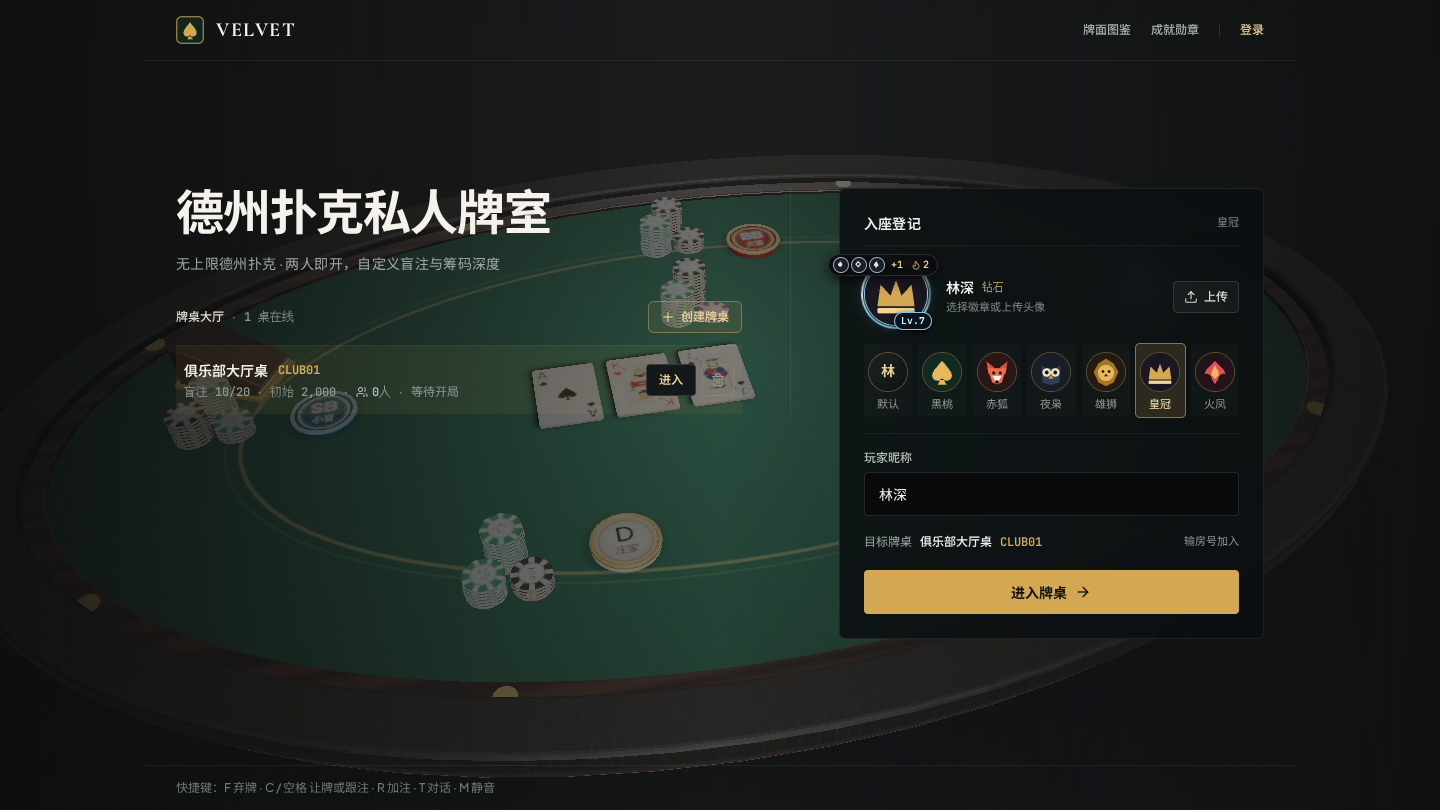 VELVET
牌面图鉴 成就勋章 登录
德州扑克私人牌室
无上限德州扑克 · 两人即开，自定义盲注与筹码深度
牌桌大厅 · 1 桌在线
+ 创建牌桌
俱乐部大厅桌 CLUB01
盲注 10/20 · 初始 2,000 · 0人 · 等待开局
进入
SB
小盲
BB
大盲
A
D
庄家
入座登记 皇冠
+1 2
林深 钻石
选择徽章或上传头像
上传
Lv.7
林
默认 黑桃 赤狐 夜枭 雄狮 皇冠 火凤
玩家昵称
林深
目标牌桌 俱乐部大厅桌 CLUB01 输房号加入
进入牌桌 →
快捷键：F 弃牌 · C / 空格 让牌或跟注 · R 加注 · T 对话 · M 静音